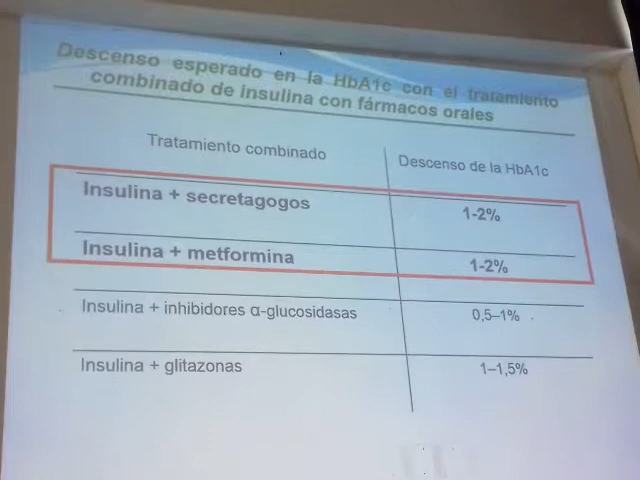 Descenso esperado en la HbA1c con el tratamiento
combinado de insulina con fármacos orales
Tratamiento combinado Descenso de la HbA1c
Insulina + secretagogos 1-2%
Insulina + metformina 1-2%
Insulina + inhibidores α-glucosidasas 0,5–1%
Insulina + glitazonas 1–1,5%